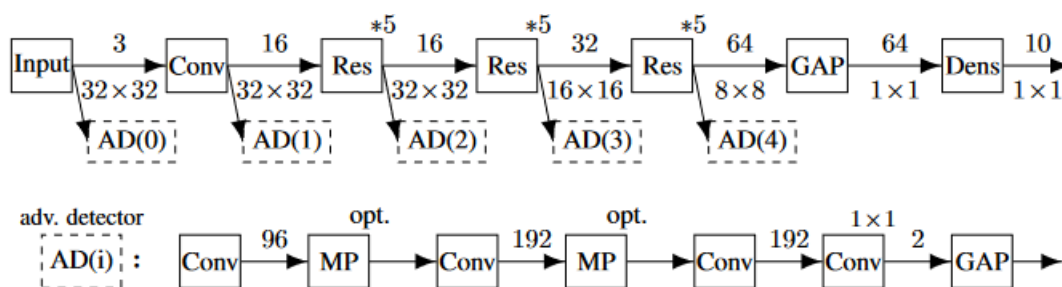 *5 *5 *5
3 16 16 32 64 64 10
Input Conv Res Res Res GAP Dens
32×32 32×32 32×32 16×16 8×8 1×1 1×1
AD(0) AD(1) AD(2) AD(3) AD(4)
adv. detector opt. opt. 1×1
96 192 192 2
AD(i) : Conv MP Conv MP Conv Conv GAP